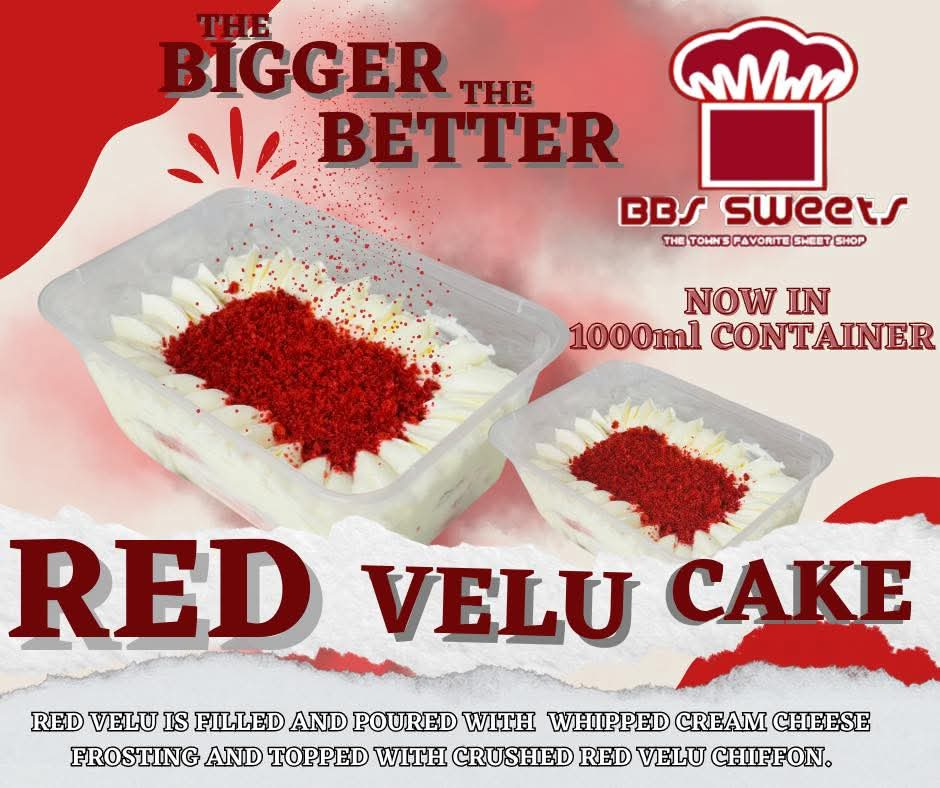 THE
BIGGER
THE
BETTER
BBS SWeetS
THE TOWN'S FAVORITE SWEET SHOP
NOW IN
1000ml CONTAINER
RED VELU CAKE
RED VELU IS FILLED AND POURED WITH WHIPPED CREAM CHEESE
FROSTING AND TOPPED WITH CRUSHED RED VELU CHIFFON.